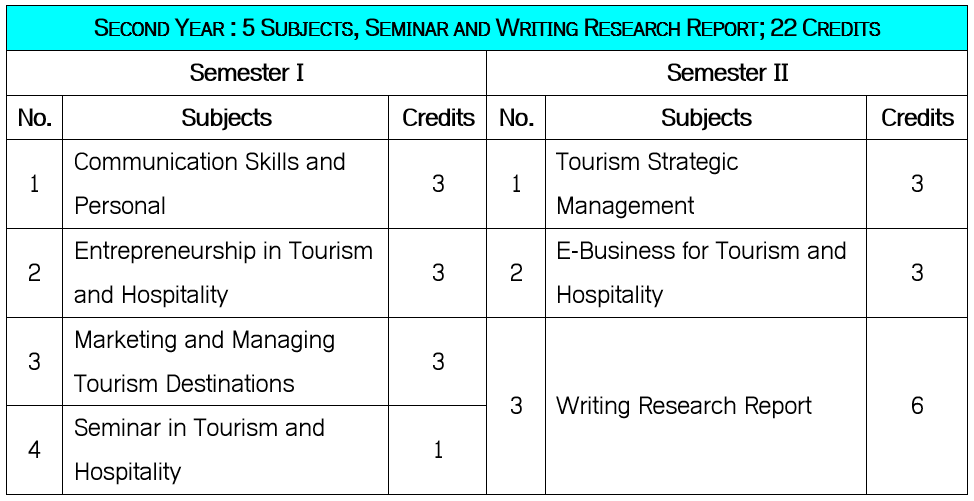 SECOND YEAR : 5 SUBJECTS, SEMINAR AND WRITING RESEARCH REPORT; 22 CREDITS
Semester I Semester II
No. Subjects Credits No. Subjects Credits
1 Communication Skills and Personal 3 1 Tourism Strategic Management 3
2 Entrepreneurship in Tourism and Hospitality 3 2 E-Business for Tourism and Hospitality 3
3 Marketing and Managing Tourism Destinations 3 3 Writing Research Report 6
4 Seminar in Tourism and Hospitality 1